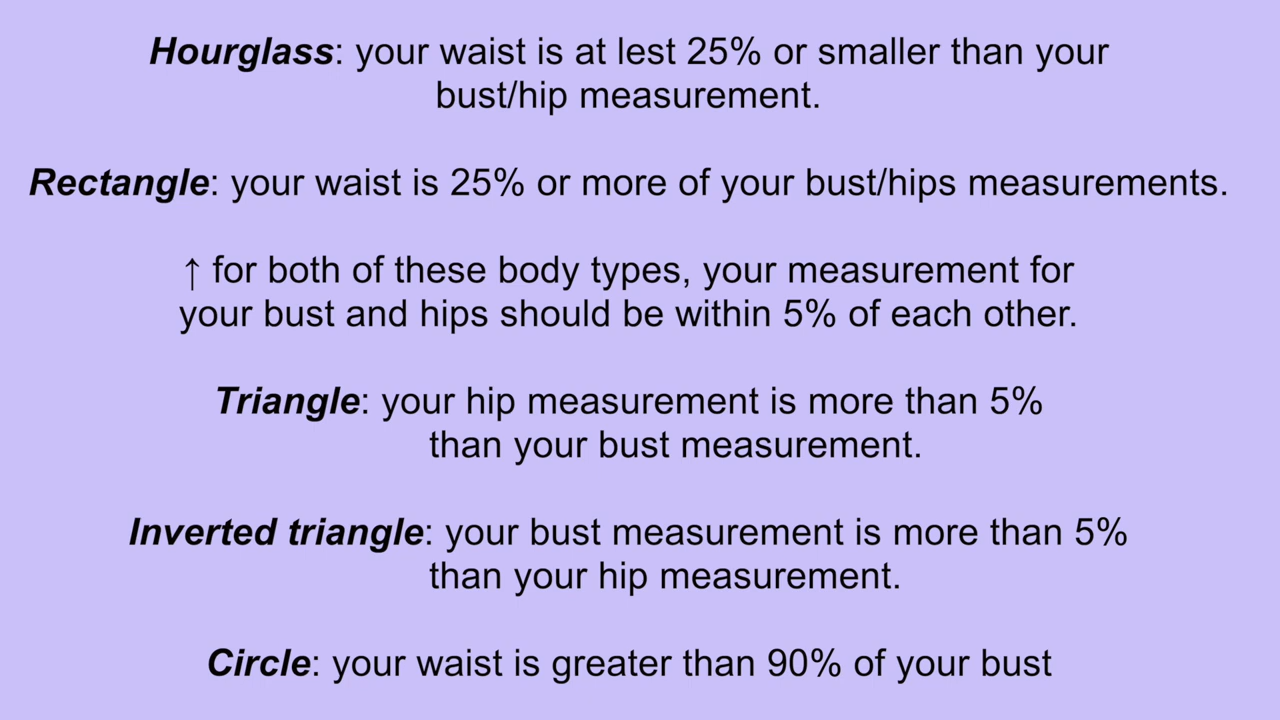 Hourglass: your waist is at lest 25% or smaller than your
bust/hip measurement.
Rectangle: your waist is 25% or more of your bust/hips measurements.
↑ for both of these body types, your measurement for
your bust and hips should be within 5% of each other.
Triangle: your hip measurement is more than 5%
than your bust measurement.
Inverted triangle: your bust measurement is more than 5%
than your hip measurement.
Circle: your waist is greater than 90% of your bust